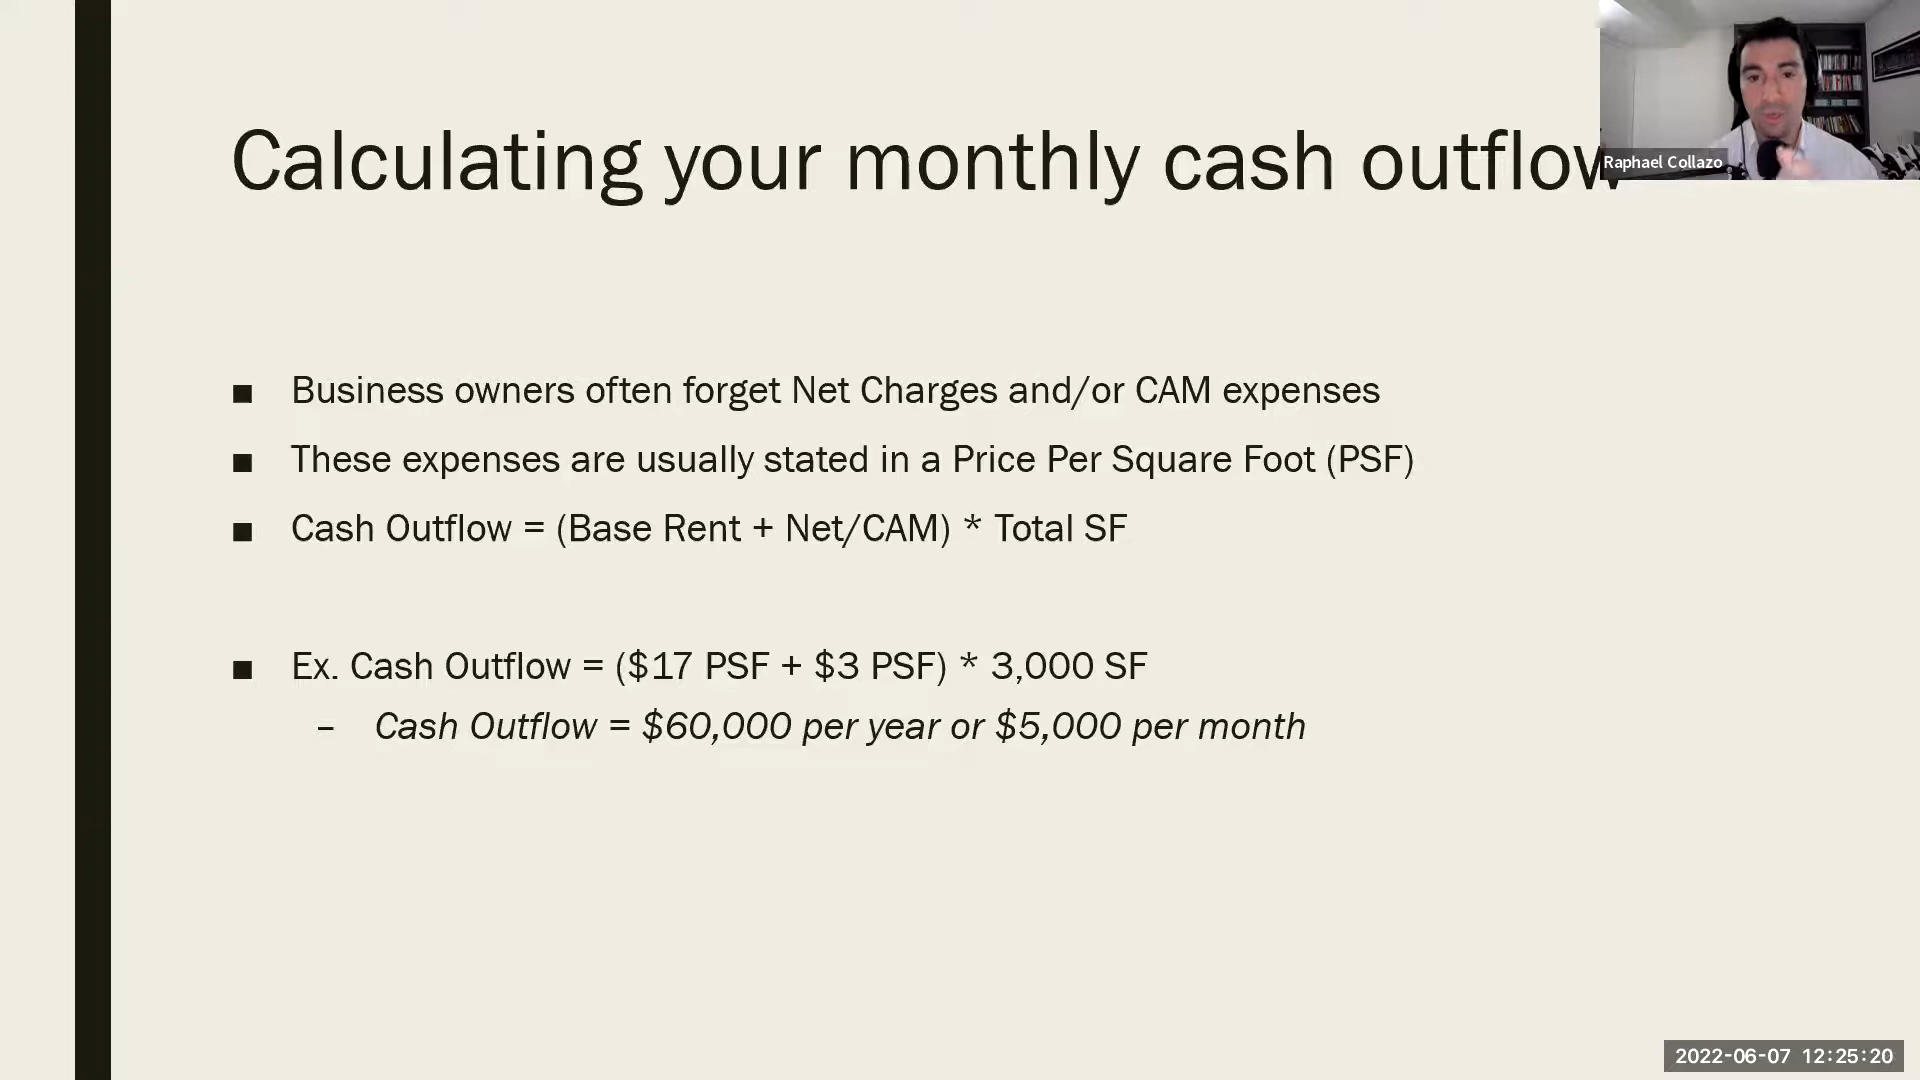 Calculating your monthly cash outflow
Raphael Collazo
■ Business owners often forget Net Charges and/or CAM expenses
■ These expenses are usually stated in a Price Per Square Foot (PSF)
■ Cash Outflow = (Base Rent + Net/CAM) * Total SF
■ Ex. Cash Outflow = ($17 PSF + $3 PSF) * 3,000 SF
– Cash Outflow = $60,000 per year or $5,000 per month
2022-06-07 12:25:20